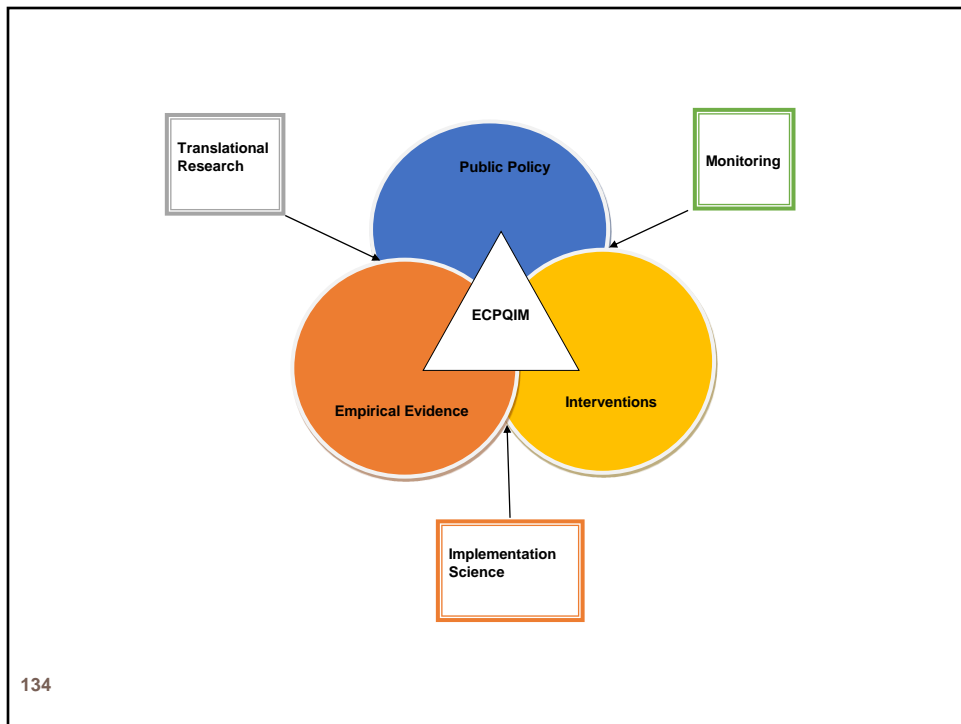 Translational
Research
Public Policy
Monitoring
ECPQIM
Empirical Evidence
Interventions
Implementation
Science
134